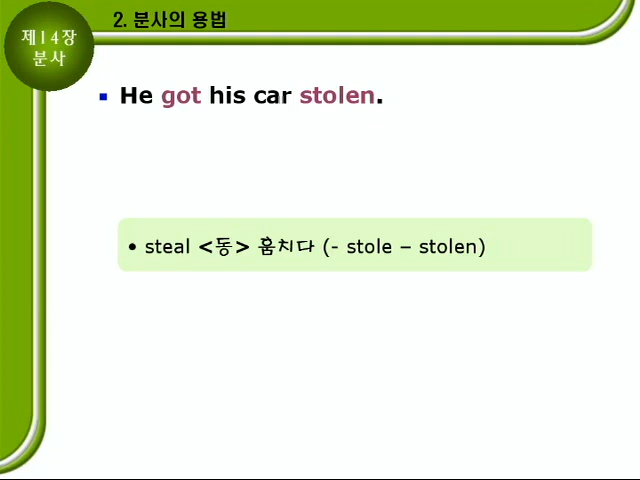 제14장
분사
2. 분사의 용법
▪ He got his car stolen.
• steal <동> 훔치다 (- stole – stolen)